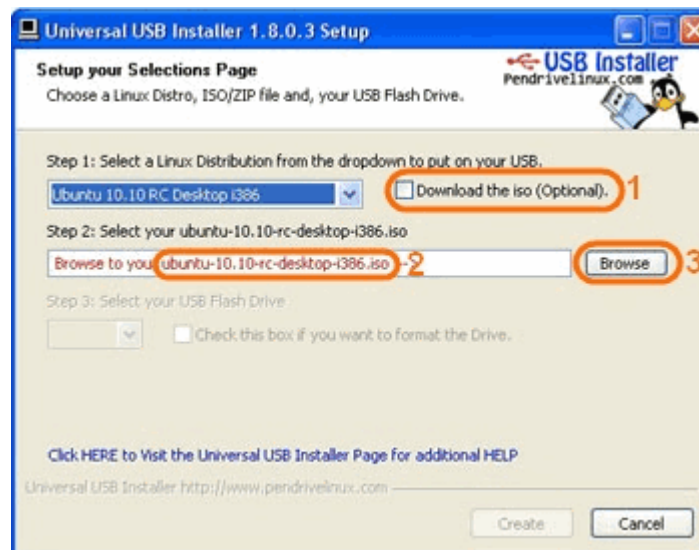 Universal USB Installer 1.8.0.3 Setup
Setup your Selections Page
Choose a Linux Distro, ISO/ZIP file and, your USB Flash Drive.
USB Installer
Pendrivelinux.com
Step 1: Select a Linux Distribution from the dropdown to put on your USB.
Ubuntu 10.10 RC Desktop i386
Download the iso (Optional). 1
Step 2: Select your ubuntu-10.10-rc-desktop-i386.iso
Browse to your ubuntu-10.10-rc-desktop-i386.iso 2 Browse 3
Step 3: Select your USB Flash Drive
Check this box if you want to format the Drive.
Click HERE to Visit the Universal USB Installer Page for additional HELP
Universal USB Installer http://www.pendrivelinux.com
Create Cancel